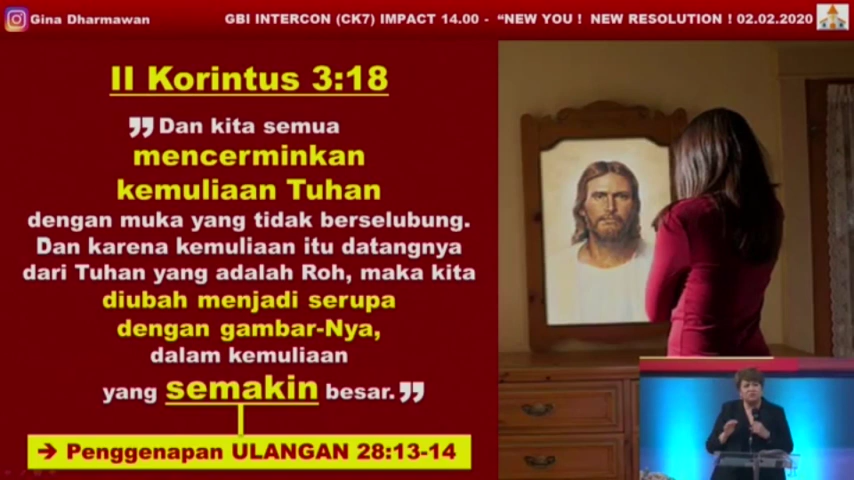 Gina Dharmawan
GBI INTERCON (CK7) IMPACT 14.00 - “NEW YOU ! NEW RESOLUTION ! 02.02.2020
II Korintus 3:18
”Dan kita semua
mencerminkan
kemuliaan Tuhan
dengan muka yang tidak berselubung.
Dan karena kemuliaan itu datangnya
dari Tuhan yang adalah Roh, maka kita
diubah menjadi serupa
dengan gambar-Nya,
dalam kemuliaan
yang semakin besar.”
→ Penggenapan ULANGAN 28:13-14